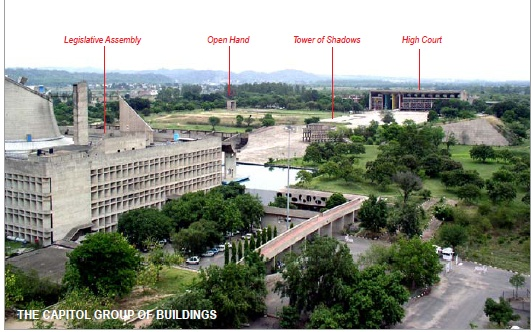 Legislative Assembly
Open Hand
Tower of Shadows
High Court
THE CAPITOL GROUP OF BUILDINGS